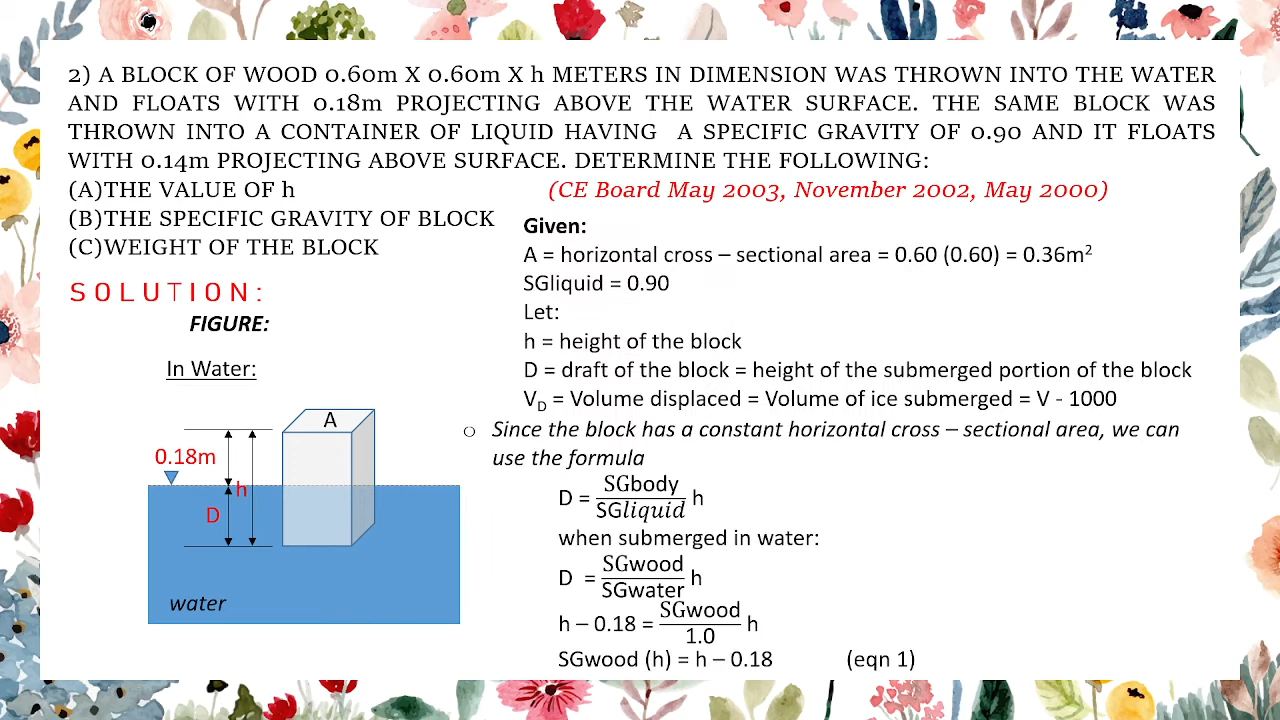 2) A BLOCK OF WOOD 0.60m X 0.60m X h METERS IN DIMENSION WAS THROWN INTO THE WATER
AND FLOATS WITH 0.18m PROJECTING ABOVE THE WATER SURFACE. THE SAME BLOCK WAS
THROWN INTO A CONTAINER OF LIQUID HAVING A SPECIFIC GRAVITY OF 0.90 AND IT FLOATS
WITH 0.14m PROJECTING ABOVE SURFACE. DETERMINE THE FOLLOWING:
(A)THE VALUE OF h
(CE Board May 2003, November 2002, May 2000)
(B)THE SPECIFIC GRAVITY OF BLOCK
(C)WEIGHT OF THE BLOCK
SOLUTION:
FIGURE:
In Water:
A
0.18m
h
D
water
Given:
A = horizontal cross – sectional area = 0.60 (0.60) = 0.36m²
SGliquid = 0.90
Let:
h = height of the block
D = draft of the block = height of the submerged portion of the block
V_D = Volume displaced = Volume of ice submerged = V - 1000
○ Since the block has a constant horizontal cross – sectional area, we can
use the formula
D = SGbody/SGliquid h
when submerged in water:
D = SGwood/SGwater h
h – 0.18 = SGwood/1.0 h
SGwood (h) = h – 0.18 (eqn 1)